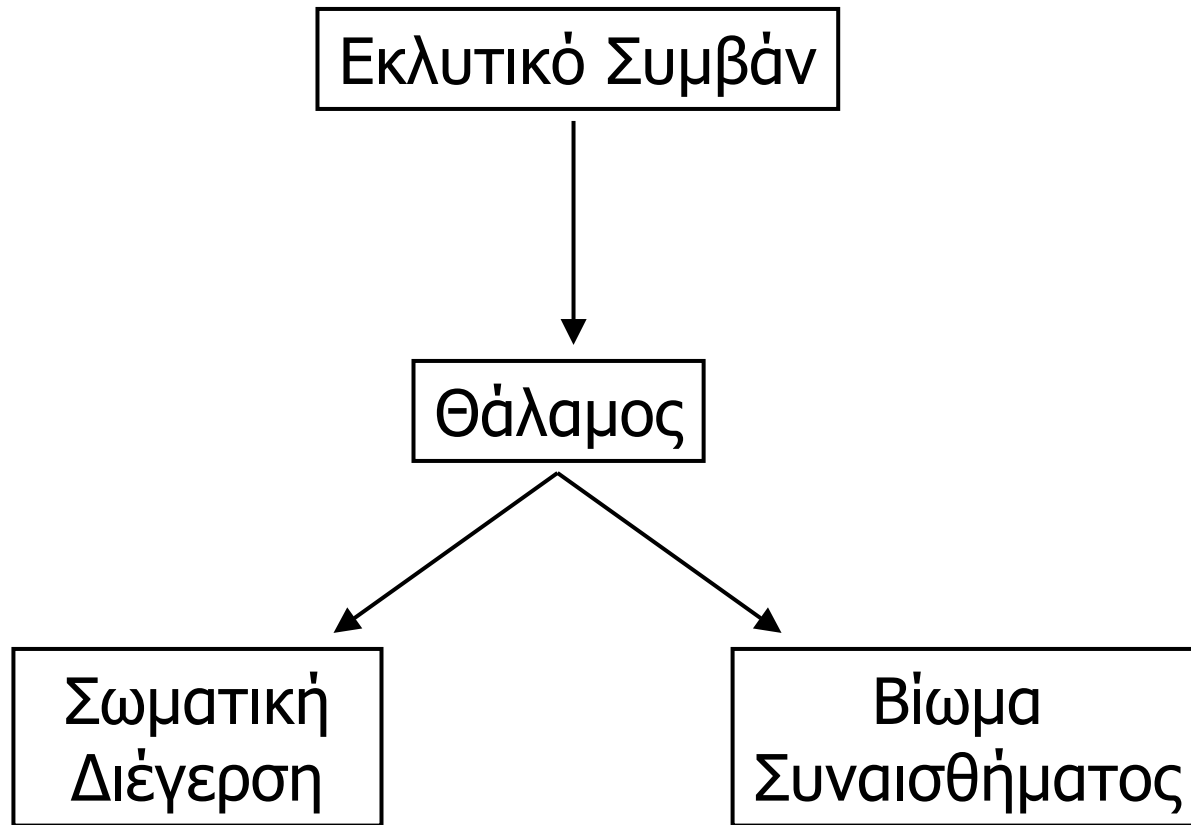 Εκλυτικό Συμβάν
Θάλαμος
Σωματική
Διέγερση
Βίωμα
Συναισθήματος